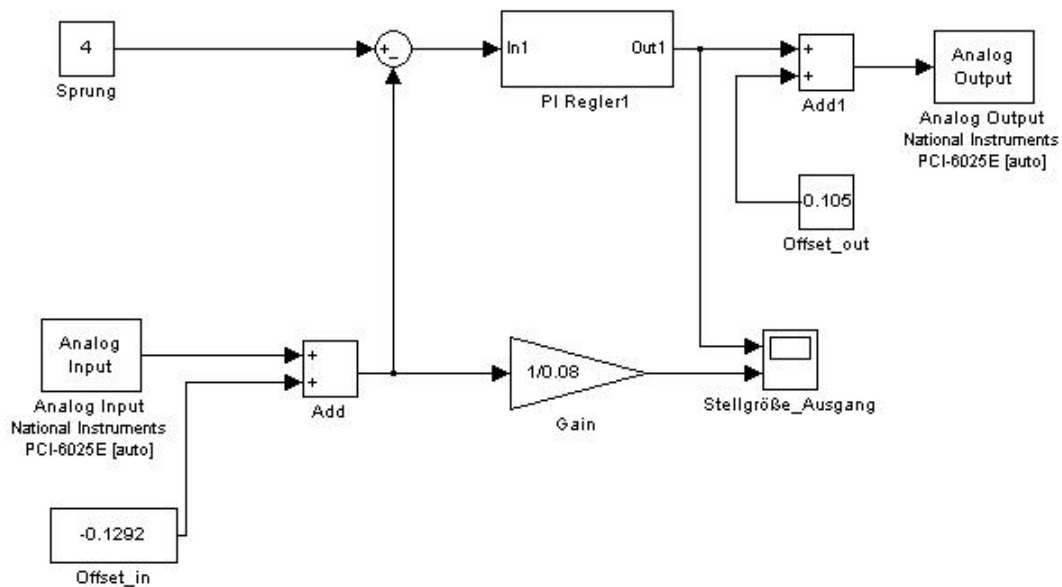 4
Sprung
+
−
In1
Out1
PI Regler1
+
+
Add1
Analog
Output
Analog Output
National Instruments
PCI-6025E [auto]
0.105
Offset_out
Analog
Input
Analog Input
National Instruments
PCI-6025E [auto]
+
+
Add
1/0.08
Gain
Stellgröße_Ausgang
-0.1292
Offset_in